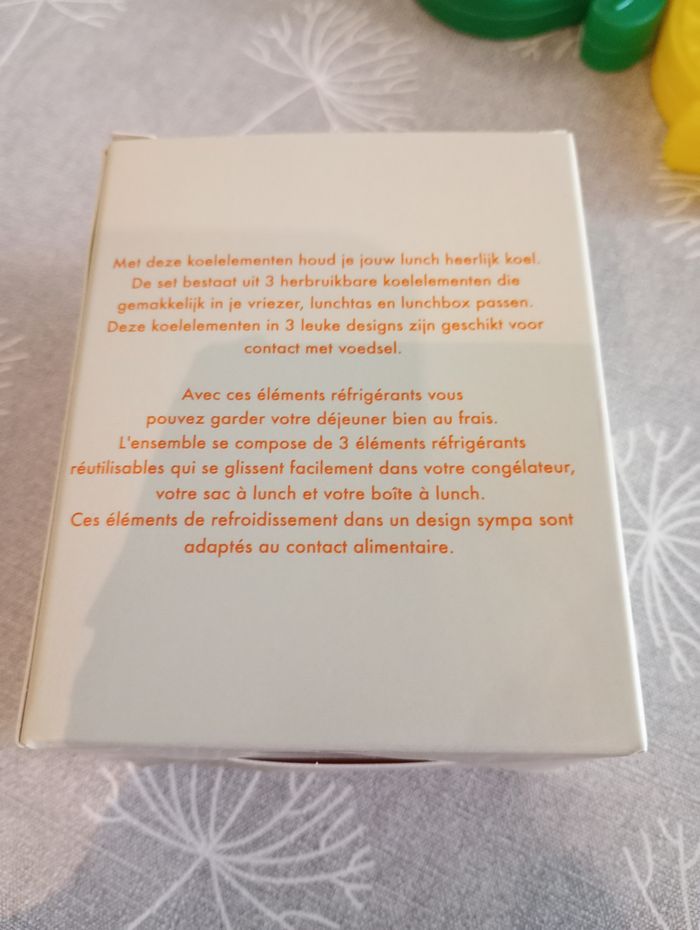 Met deze koelelementen houd je jouw lunch heerlijk koel.
De set bestaat uit 3 herbruikbare koelelementen die
gemakkelijk in je vriezer, lunchtas en lunchbox passen.
Deze koelelementen in 3 leuke designs zijn geschikt voor
contact met voedsel.
Avec ces éléments réfrigérants vous
pouvez garder votre déjeuner bien au frais.
L'ensemble se compose de 3 éléments réfrigérants
réutilisables qui se glissent facilement dans votre congélateur,
votre sac à lunch et votre boîte à lunch.
Ces éléments de refroidissement dans un design sympa sont
adaptés au contact alimentaire.